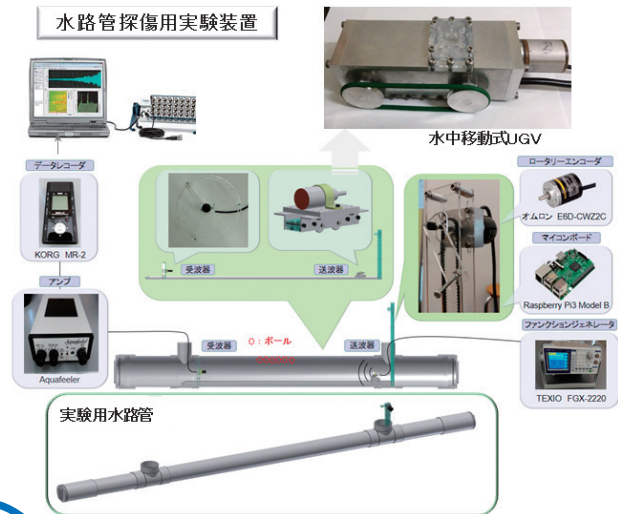 水路管探傷用実験装置
水中移動式UGV
データレコーダ
KORG MR-2
アンプ
Aquafeeler
受波器
送波器
ロータリーエンコーダ
オムロン E6D-CWZ2C
マイコンボード
Raspberry Pi3 Model B
ファンクションジェネレータ
TEXIO FGX-2220
受波器
O：ボール
送波器
実験用水路管